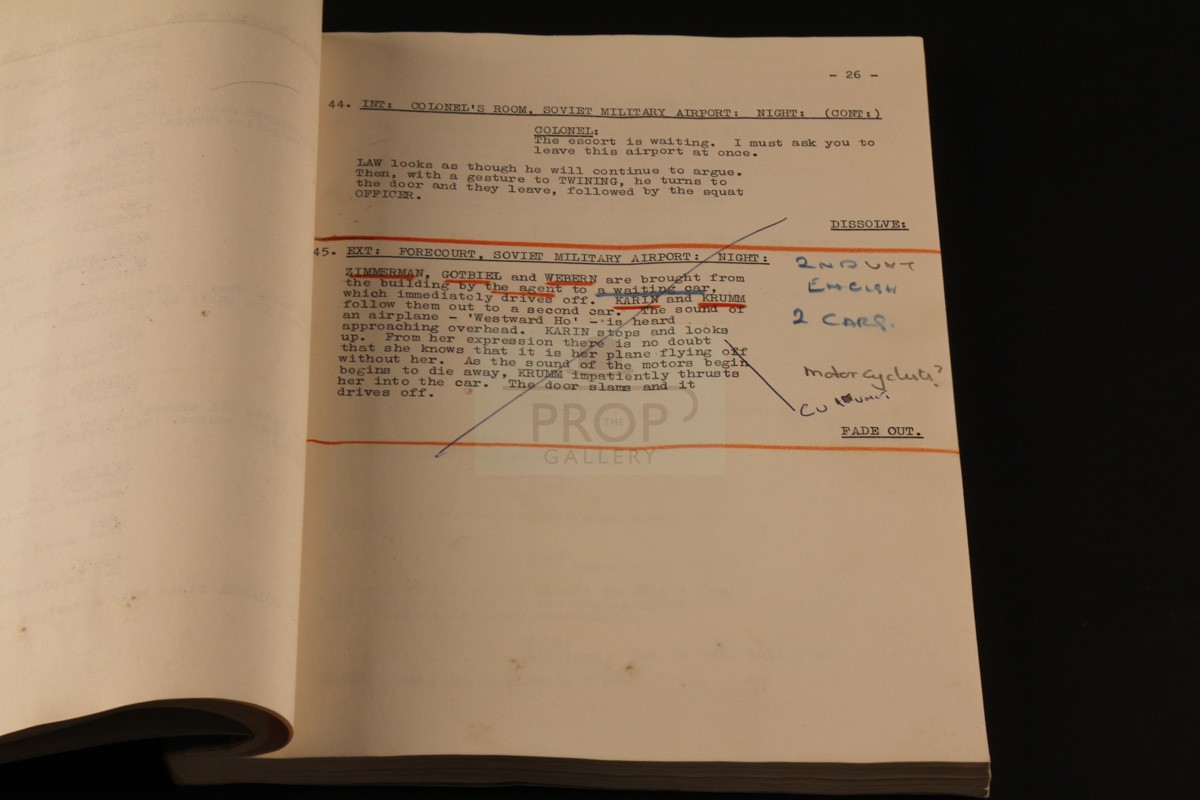 - 26 -
44. INT: COLONEL'S ROOM, SOVIET MILITARY AIRPORT: NIGHT: (CONT:)
COLONEL:
The escort is waiting. I must ask you to
leave this airport at once.
LAW looks as though he will continue to argue.
Then, with a gesture to TWINING, he turns to
the door and they leave, followed by the squat
OFFICER.
DISSOLVE:
45. EXT: FORECOURT, SOVIET MILITARY AIRPORT: NIGHT:
ZIMMERMAN, GOTBIEL and WEBERN are brought from
the building by the agent to a waiting car,
which immediately drives off. KARIN and KRUMM
follow them out to a second car. The sound of
an airplane - 'Westward Ho' - is heard
approaching overhead. KARIN stops and looks
up. From her expression there is no doubt
that she knows that it is her plane flying off
without her. As the sound of the motors begin
begins to die away, KRUMM impatiently thrusts
her into the car. The door slams and it
drives off.
2ND UNIT
ENGLISH
2 CARS.
motorcyclists?
FADE OUT.
THE
PROP
GALLERY